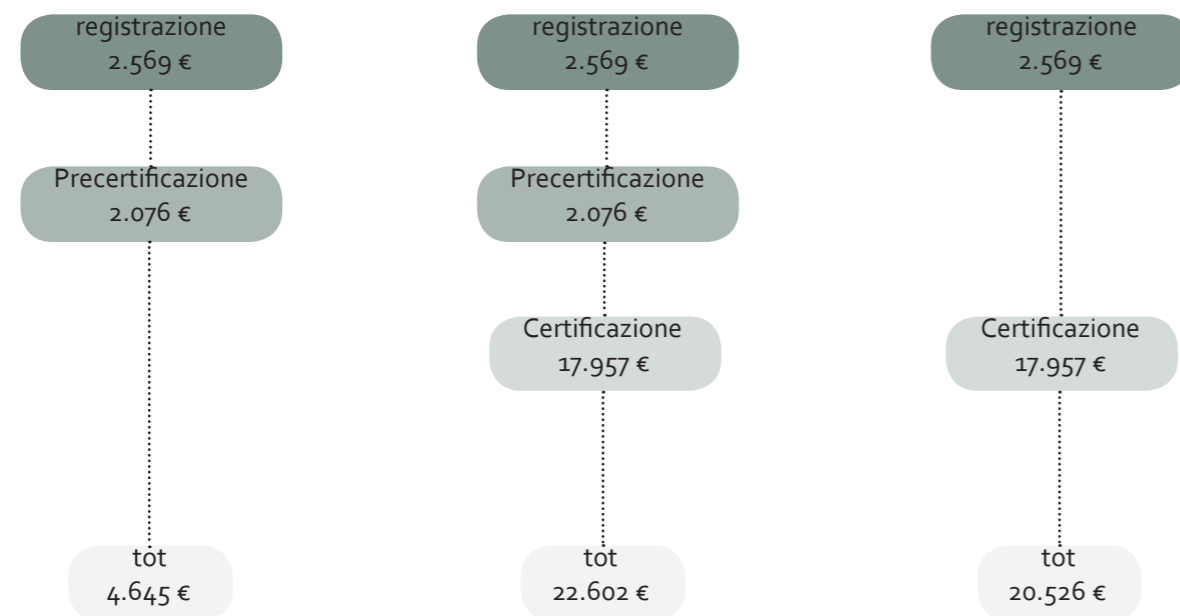 registrazione
2.569 €
Precertificazione
2.076 €
tot
4.645 €
registrazione
2.569 €
Precertificazione
2.076 €
Certificazione
17.957 €
tot
22.602 €
registrazione
2.569 €
Certificazione
17.957 €
tot
20.526 €